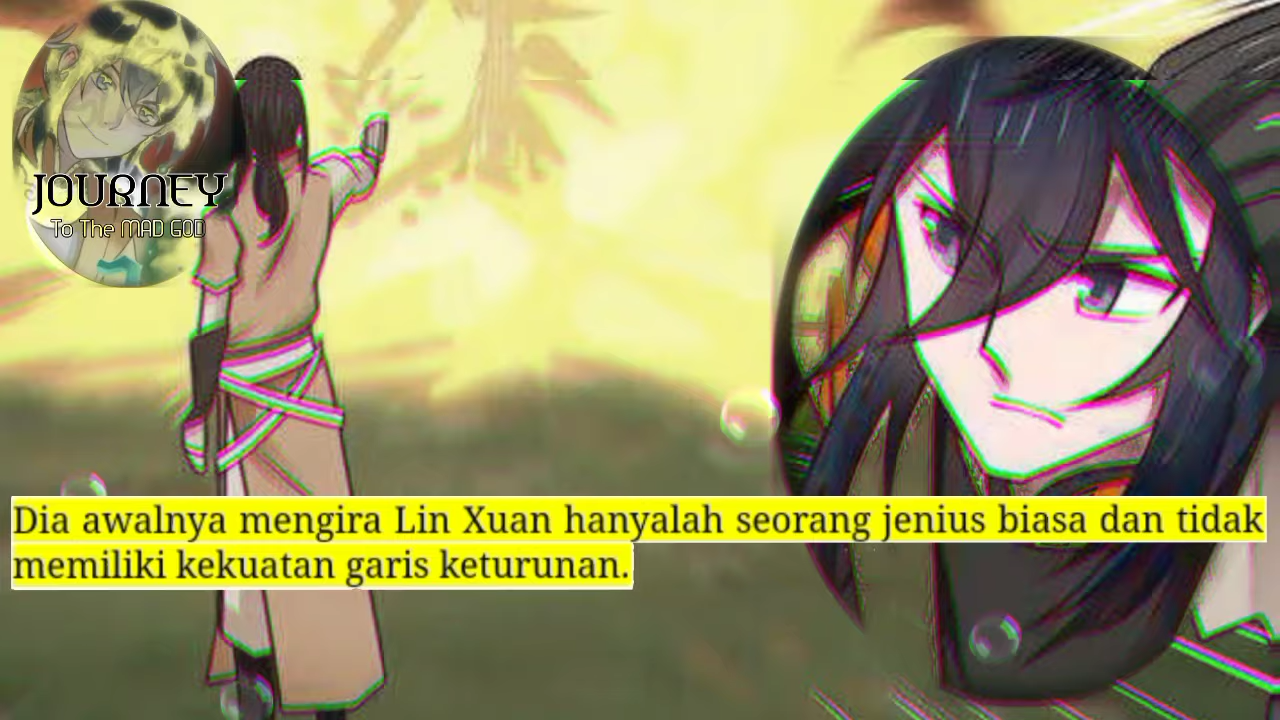 JOURNEY
To The MAD GOD
Dia awalnya mengira Lin Xuan hanyalah seorang jenius biasa dan tidak
memiliki kekuatan garis keturunan.